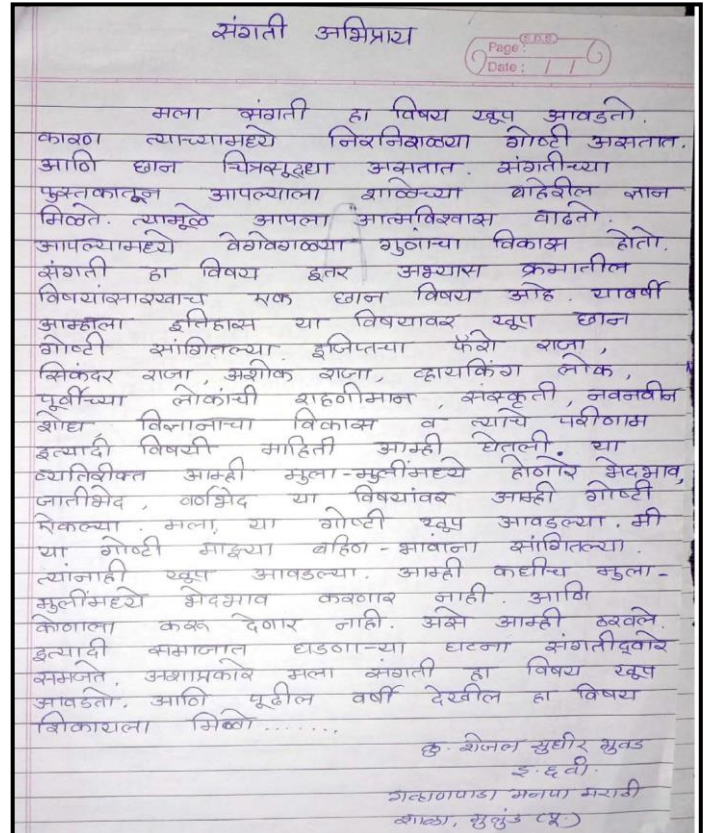 संगती अभिप्राय
S.D.S
Page :
Date : / /
मला संगती हा विषय खूप आवडतो.
कारण त्याच्यामध्ये निरनिराळ्या गोष्टी असतात.
आणि छान चित्रसूद्धा असतात. संगतीच्या
पुस्तकातून आपल्याला शाळेच्या बाहेरील ज्ञान
मिळते. त्यामूळे आपला आत्मविश्वास वाढतो.
आपल्यामध्ये वेगवेगळ्या गुणांचा विकास होतो.
संगती हा विषय इतर अभ्यास क्रमातील
विषयांसारखाच एक छान विषय आहे. यावर्षी
आम्हाला इतिहास या विषयावर खूप छान
गोष्टी सांगितल्या. इजिप्तचा फॅरो राजा,
सिकंदर राजा, अशोक राजा, व्हायकिंग लोक,
पूर्वीच्या लोकांची राहणीमान, संस्कृती, नवनवीन
शोध, विज्ञानाचा विकास व त्याचे परीणाम
इत्यादी विषयी माहिती आम्ही घेतली. या
व्यतिरीक्त आम्ही मुला-मुलींमध्ये होणारे भेदभाव,
जातीभेद, वर्णभेद या विषयांवर आम्ही गोष्टी
ऐकल्या. मला, या गोष्टी खूप आवडल्या. मी
या गोष्टी माझ्या बहिण-भावांना सांगितल्या.
त्यांनाही खूप आवडल्या. आम्ही कधीच मुला-
मुलींमध्ये भेदभाव करणार नाही. आणि
कोणाला करू देणार नाही. असे आम्ही ठरवले.
इत्यादी समाजात घडणा-या घटना संगतीद्वारे
समजते. अशाप्रकारे मला संगती हा विषय खूप
आवडतो. आणि पूढील वर्षी देखील हा विषय
शिकायला मिळो.......
कु. शेजल सुधीर भुवड
इ. ६ वी.
गव्हाणपाडा मनपा मराठी
शाळा, मुलुंड (पू.)